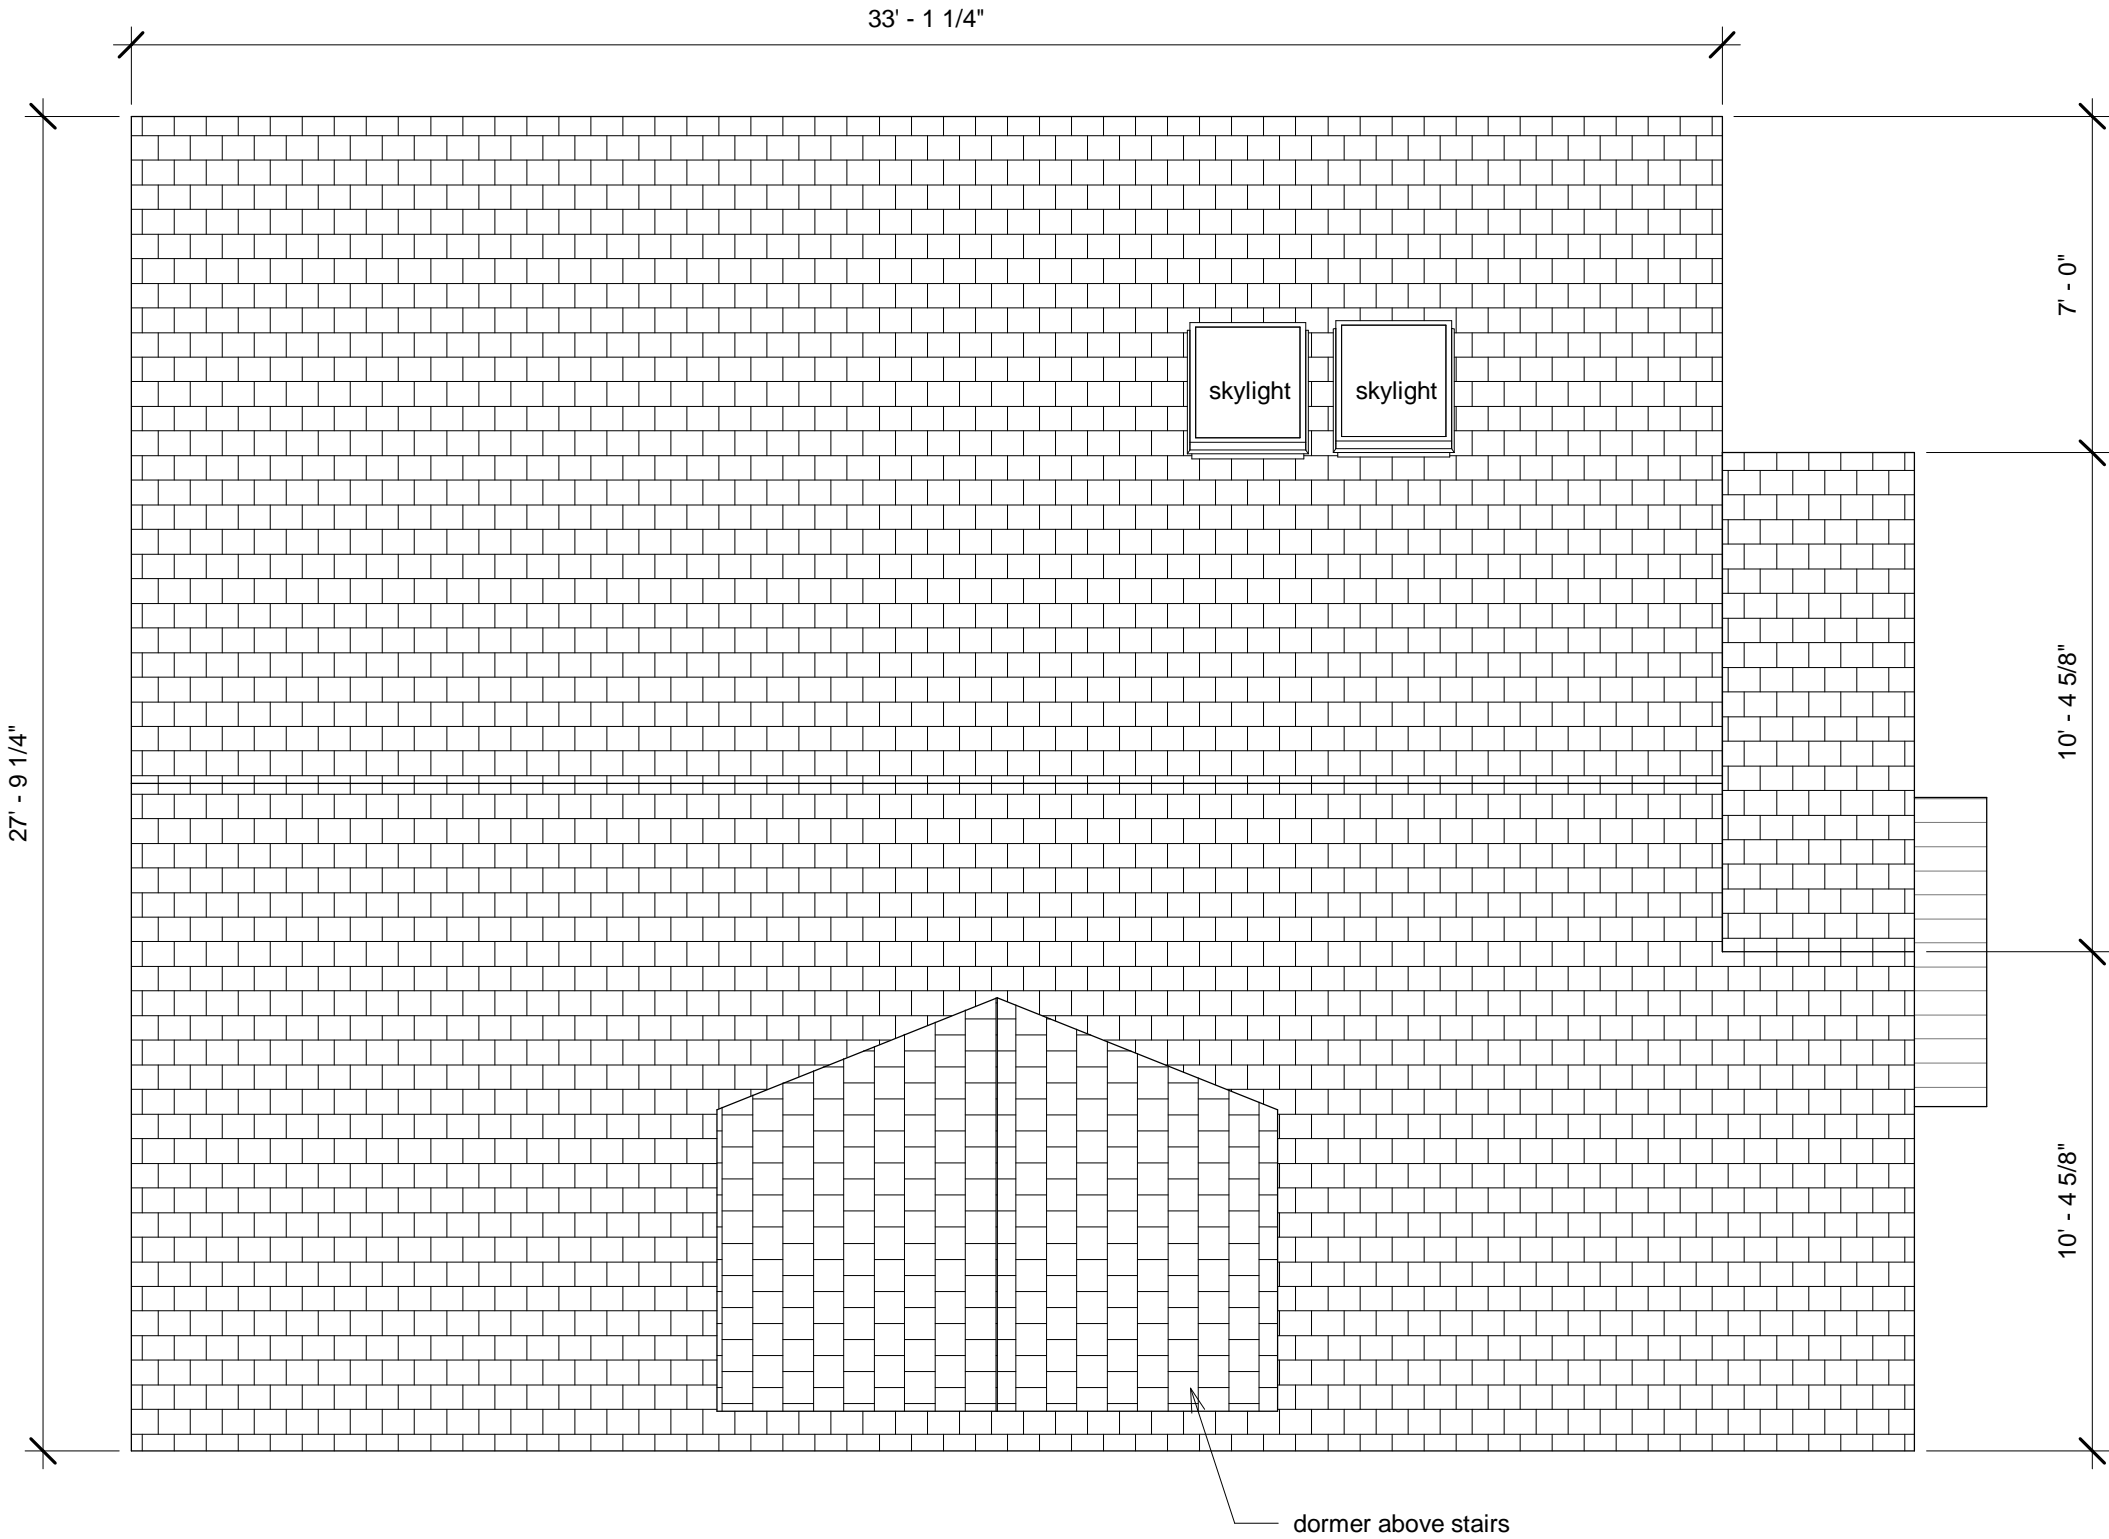 33' - 1 1/4"
7' - 0"
skylight
skylight
10' - 4 5/8"
27' - 9 1/4"
10' - 4 5/8"
dormer above stairs